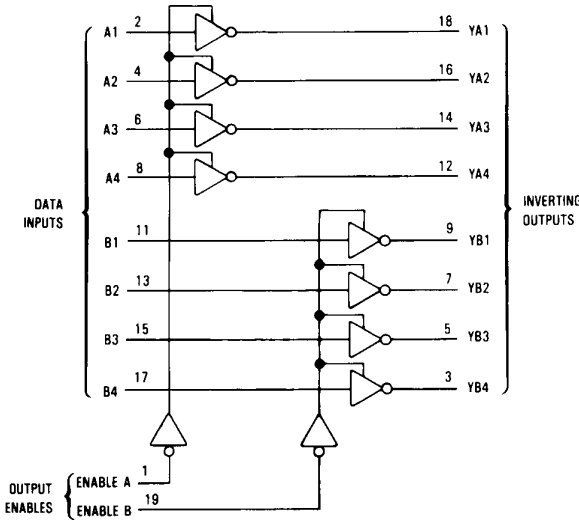 A1 2 18 YA1
A2 4 16 YA2
A3 6 14 YA3
A4 8 12 YA4
DATA
INPUTS
INVERTING
OUTPUTS
B1 11 9 YB1
B2 13 7 YB2
B3 15 5 YB3
B4 17 3 YB4
OUTPUT
ENABLES
ENABLE A 1
ENABLE B 19